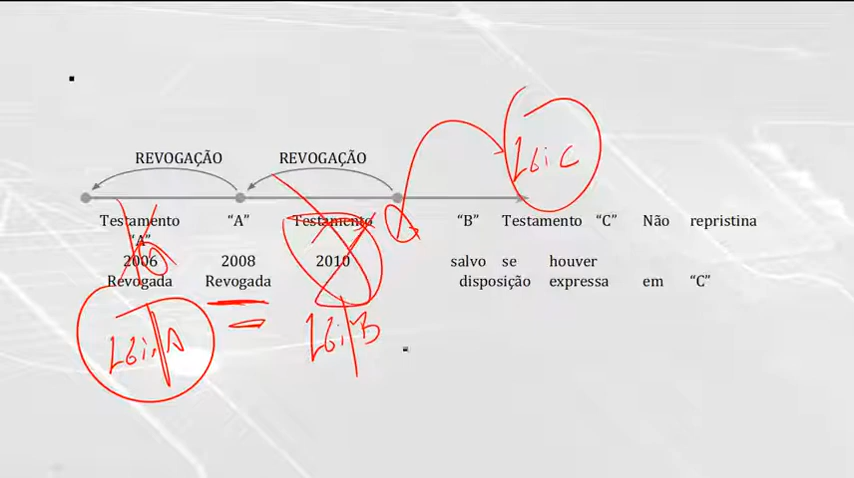 REVOGAÇÃO REVOGAÇÃO
Lei C
Testamento "A" Testamento "B" Testamento "C" Não repristina
"A"
2006 2008 2010 salvo se houver
Revogada Revogada disposição expressa em "C"
Lei A Lei B